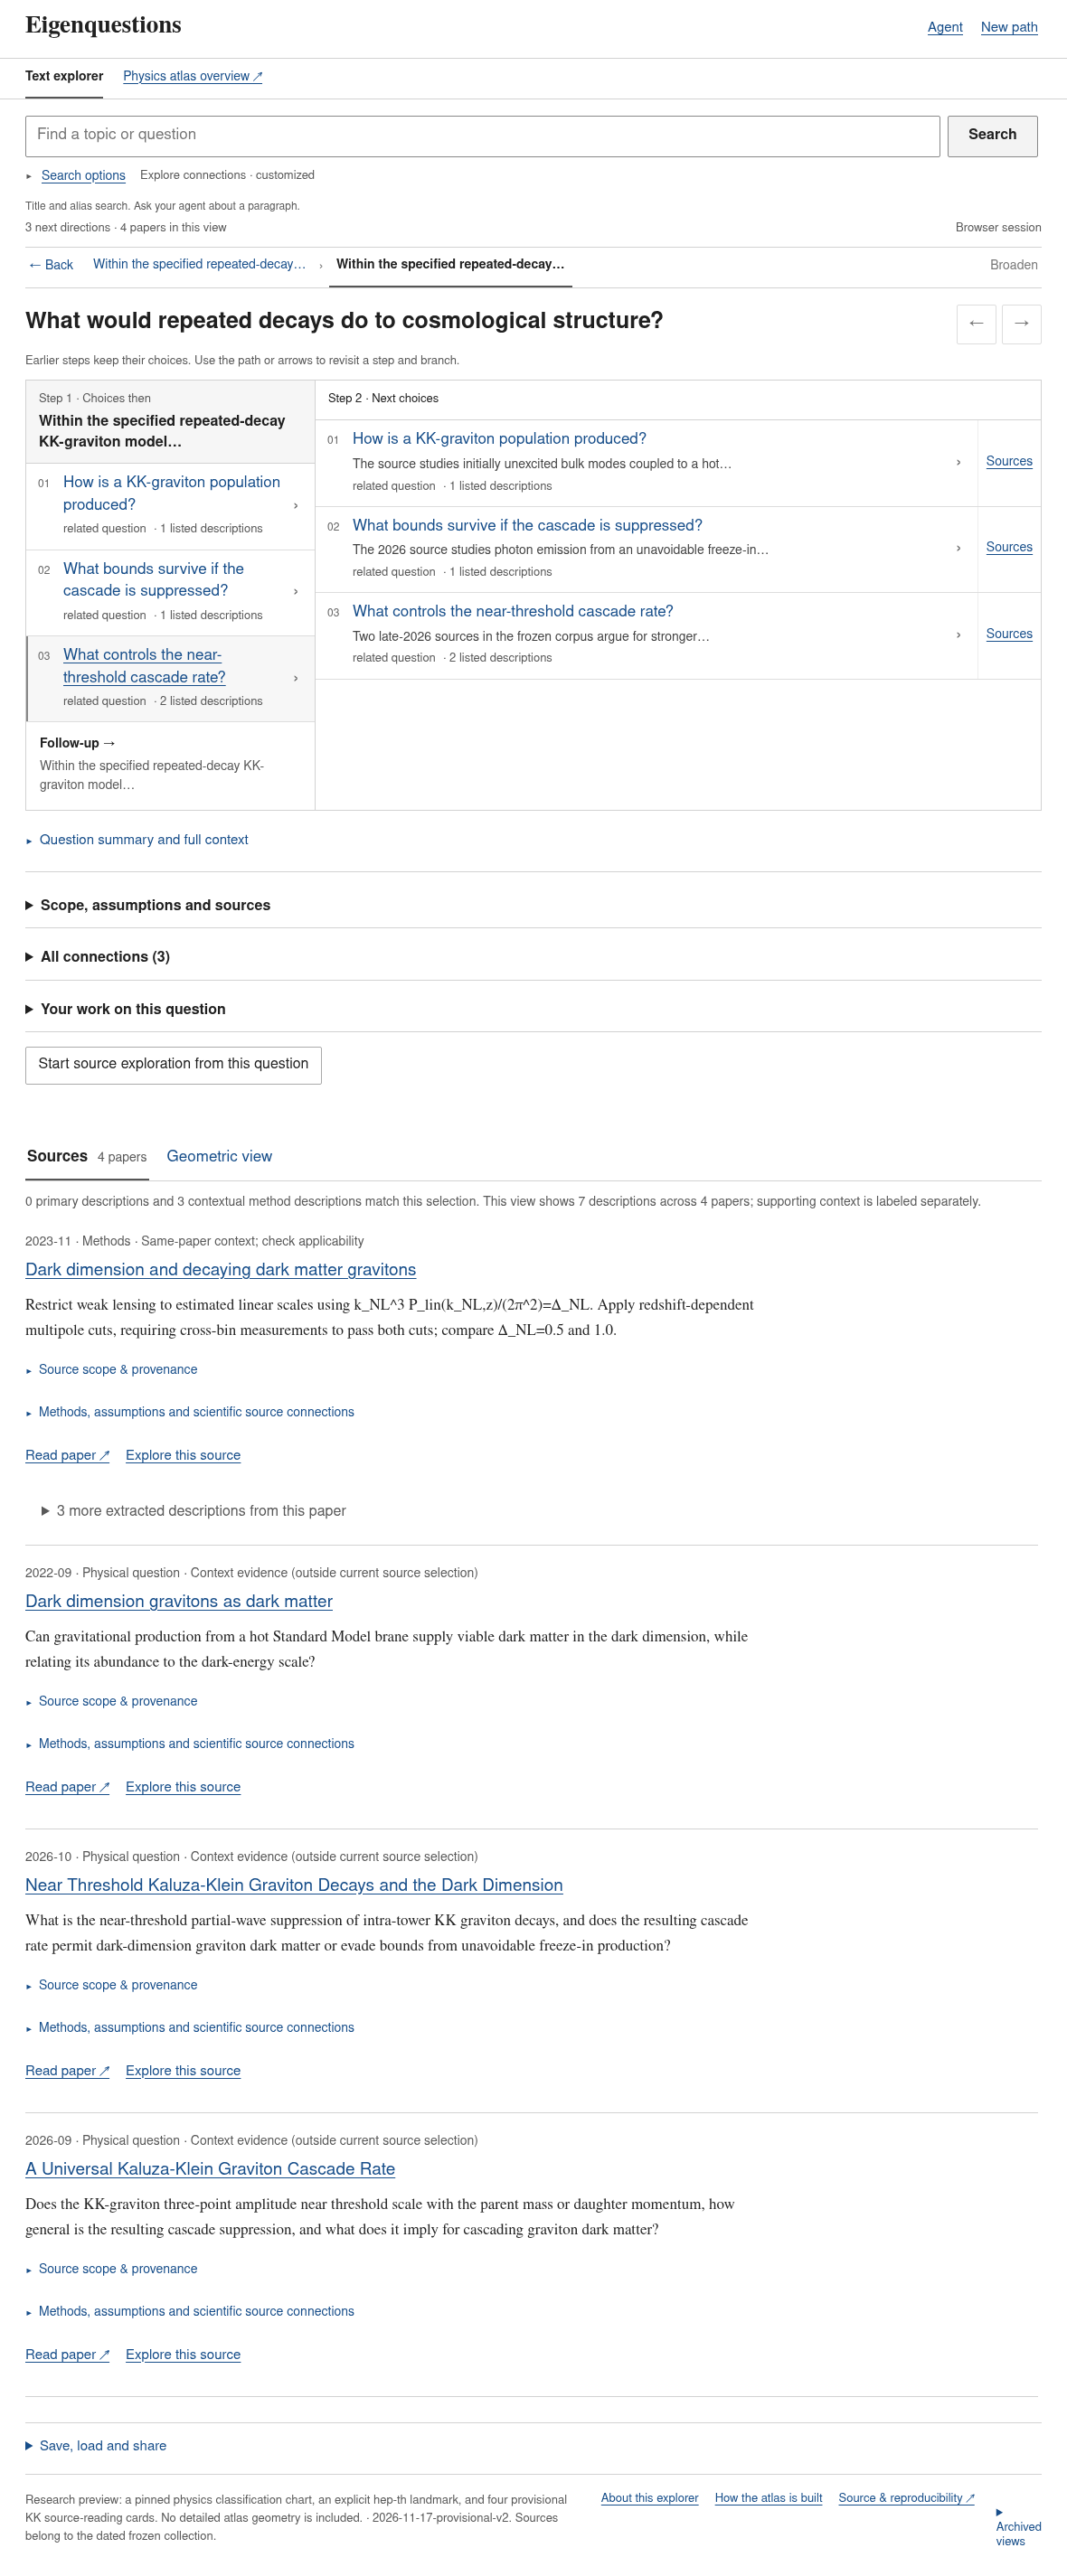 Eigenquestions
Agent New path
Text explorer Physics atlas overview ↗
Find a topic or question
Search
▸ Search options Explore connections · customized
Title and alias search. Ask your agent about a paragraph.
3 next directions · 4 papers in this view Browser session
← Back Within the specified repeated-decay… › Within the specified repeated-decay… Broaden
What would repeated decays do to cosmological structure?
← →
Earlier steps keep their choices. Use the path or arrows to revisit a step and branch.
Step 1 · Choices then
Within the specified repeated-decay
KK-graviton model…
01 How is a KK-graviton population
produced? ›
related question · 1 listed descriptions
02 What bounds survive if the
cascade is suppressed? ›
related question · 1 listed descriptions
03 What controls the near-
threshold cascade rate? ›
related question · 2 listed descriptions
Follow-up →
Within the specified repeated-decay KK-
graviton model…
Step 2 · Next choices
01 How is a KK-graviton population produced?
The source studies initially unexcited bulk modes coupled to a hot… › Sources
related question · 1 listed descriptions
02 What bounds survive if the cascade is suppressed?
The 2026 source studies photon emission from an unavoidable freeze-in… › Sources
related question · 1 listed descriptions
03 What controls the near-threshold cascade rate?
Two late-2026 sources in the frozen corpus argue for stronger… › Sources
related question · 2 listed descriptions
▸ Question summary and full context
▶ Scope, assumptions and sources
▶ All connections (3)
▶ Your work on this question
Start source exploration from this question
Sources 4 papers Geometric view
0 primary descriptions and 3 contextual method descriptions match this selection. This view shows 7 descriptions across 4 papers; supporting context is labeled separately.
2023-11 · Methods · Same-paper context; check applicability
Dark dimension and decaying dark matter gravitons
Restrict weak lensing to estimated linear scales using k_NL^3 P_lin(k_NL,z)/(2π^2)=Δ_NL. Apply redshift-dependent
multipole cuts, requiring cross-bin measurements to pass both cuts; compare Δ_NL=0.5 and 1.0.
▸ Source scope & provenance
▸ Methods, assumptions and scientific source connections
Read paper ↗ Explore this source
▶ 3 more extracted descriptions from this paper
2022-09 · Physical question · Context evidence (outside current source selection)
Dark dimension gravitons as dark matter
Can gravitational production from a hot Standard Model brane supply viable dark matter in the dark dimension, while
relating its abundance to the dark-energy scale?
▸ Source scope & provenance
▸ Methods, assumptions and scientific source connections
Read paper ↗ Explore this source
2026-10 · Physical question · Context evidence (outside current source selection)
Near Threshold Kaluza-Klein Graviton Decays and the Dark Dimension
What is the near-threshold partial-wave suppression of intra-tower KK graviton decays, and does the resulting cascade
rate permit dark-dimension graviton dark matter or evade bounds from unavoidable freeze-in production?
▸ Source scope & provenance
▸ Methods, assumptions and scientific source connections
Read paper ↗ Explore this source
2026-09 · Physical question · Context evidence (outside current source selection)
A Universal Kaluza-Klein Graviton Cascade Rate
Does the KK-graviton three-point amplitude near threshold scale with the parent mass or daughter momentum, how
general is the resulting cascade suppression, and what does it imply for cascading graviton dark matter?
▸ Source scope & provenance
▸ Methods, assumptions and scientific source connections
Read paper ↗ Explore this source
▶ Save, load and share
Research preview: a pinned physics classification chart, an explicit hep-th landmark, and four provisional
KK source-reading cards. No detailed atlas geometry is included. · 2026-11-17-provisional-v2. Sources
belong to the dated frozen collection.
About this explorer How the atlas is built Source & reproducibility ↗
▶ Archived
views